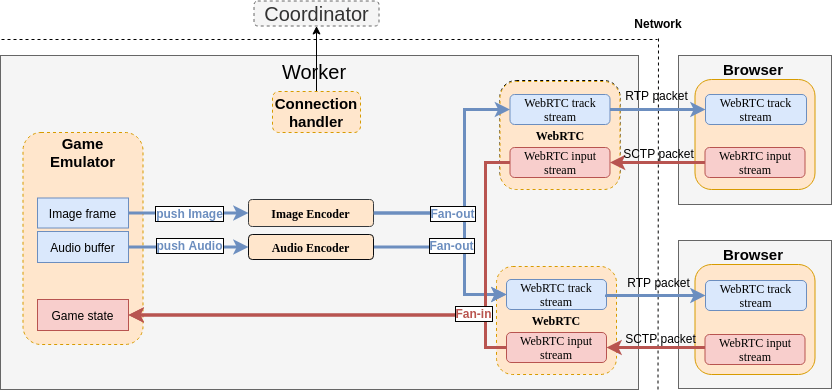 Coordinator
Network
Worker
Connection
handler
Game
Emulator
Image frame
Audio buffer
Game state
push Image
push Audio
Image Encoder
Audio Encoder
Fan-out
Fan-out
Fan-in
WebRTC track
stream
WebRTC
WebRTC input
stream
WebRTC track
stream
WebRTC
WebRTC input
stream
RTP packet
SCTP packet
RTP packet
SCTP packet
Browser
WebRTC track
stream
WebRTC input
stream
Browser
WebRTC track
stream
WebRTC input
stream